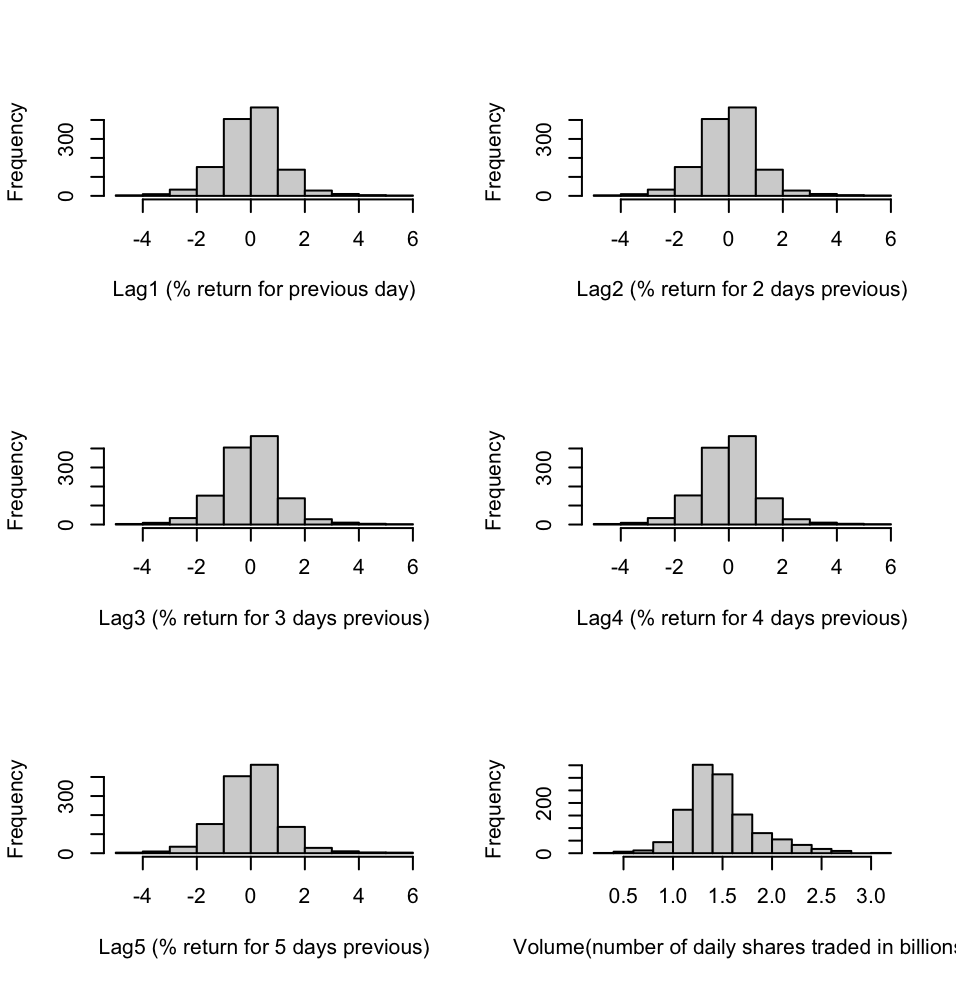 Frequency
0 300
-4 -2 0 2 4 6
Lag1 (% return for previous day)
Frequency
0 300
-4 -2 0 2 4 6
Lag2 (% return for 2 days previous)
Frequency
0 300
-4 -2 0 2 4 6
Lag3 (% return for 3 days previous)
Frequency
0 300
-4 -2 0 2 4 6
Lag4 (% return for 4 days previous)
Frequency
0 300
-4 -2 0 2 4 6
Lag5 (% return for 5 days previous)
Frequency
0 200
0.5 1.0 1.5 2.0 2.5 3.0
Volume(number of daily shares traded in billions